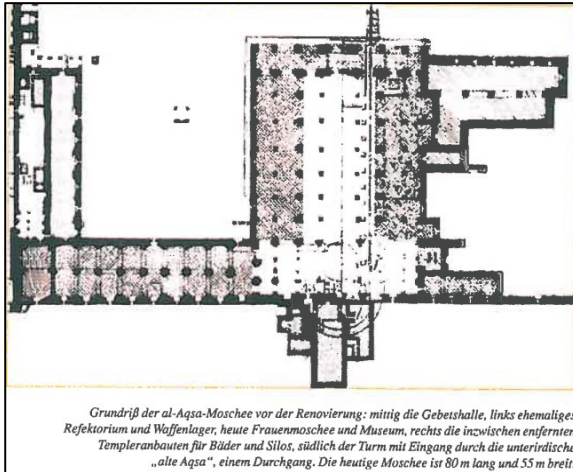 Grundriß der al-Aqsa-Moschee vor der Renovierung: mittig die Gebetshalle, links ehemaliges
Refektorium und Waffenlager, heute Frauenmoschee und Museum, rechts die inzwischen entfernten
Templeranbauten für Bäder und Silos, südlich der Turm mit Eingang durch die unterirdische
„alte Aqsa“, einem Durchgang. Die heutige Moschee ist 80 m lang und 55 m breit